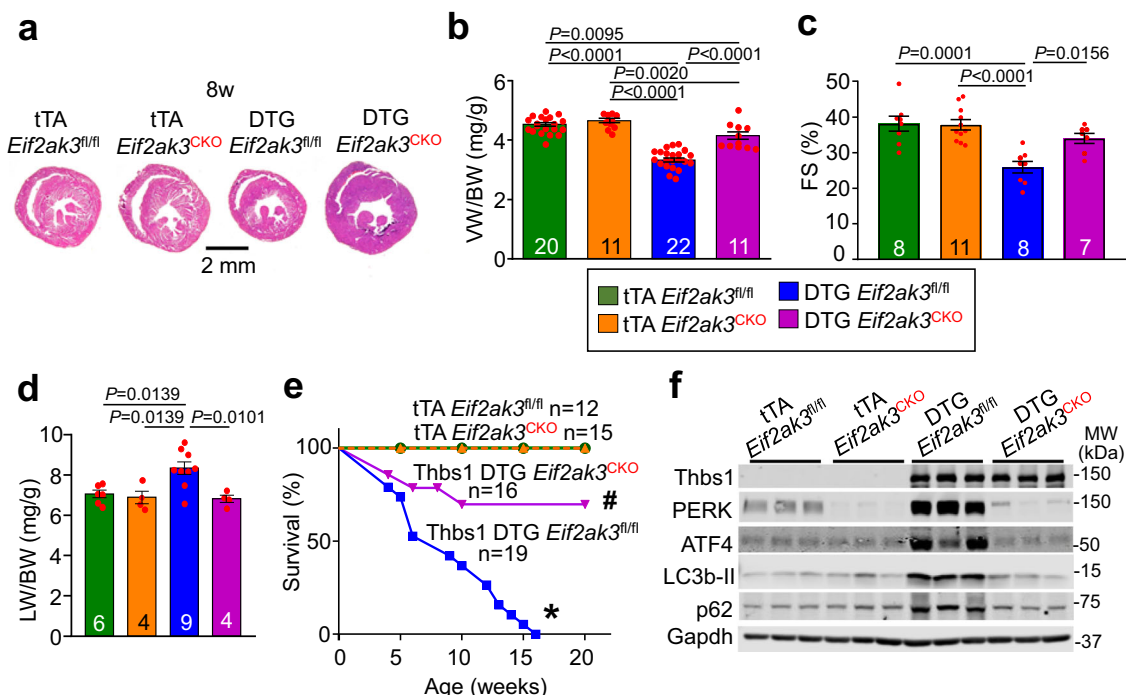 a
8w
tTA
Eif2ak3fl/fl
tTA
Eif2ak3CKO
DTG
Eif2ak3fl/fl
DTG
Eif2ak3CKO
2 mm
b
P=0.0095
P<0.0001 P<0.0001
P=0.0020
P<0.0001
VW/BW (mg/g)
6
4
2
0
20 11 22 11
c
P=0.0001 P=0.0156
P<0.0001
FS (%)
50
40
30
20
10
0
8 11 8 7
tTA Eif2ak3fl/fl DTG Eif2ak3fl/fl
tTA Eif2ak3CKO DTG Eif2ak3CKO
d
P=0.0139
P=0.0139 P=0.0101
LW/BW (mg/g)
10
8
6
4
2
0
6 4 9 4
e
tTA Eif2ak3fl/fl n=12
tTA Eif2ak3CKO n=15
Thbs1 DTG Eif2ak3CKO
n=16
#
Thbs1 DTG Eif2ak3fl/fl
n=19
*
Survival (%)
100
50
0
0 5 10 15 20
Age (weeks)
f
tTA
Eif2ak3fl/fl
tTA
Eif2ak3CKO
DTG
Eif2ak3fl/fl
DTG
Eif2ak3CKO
MW
(kDa)
Thbs1 -150
PERK -150
ATF4 -50
LC3b-II -15
p62 -75
Gapdh -37